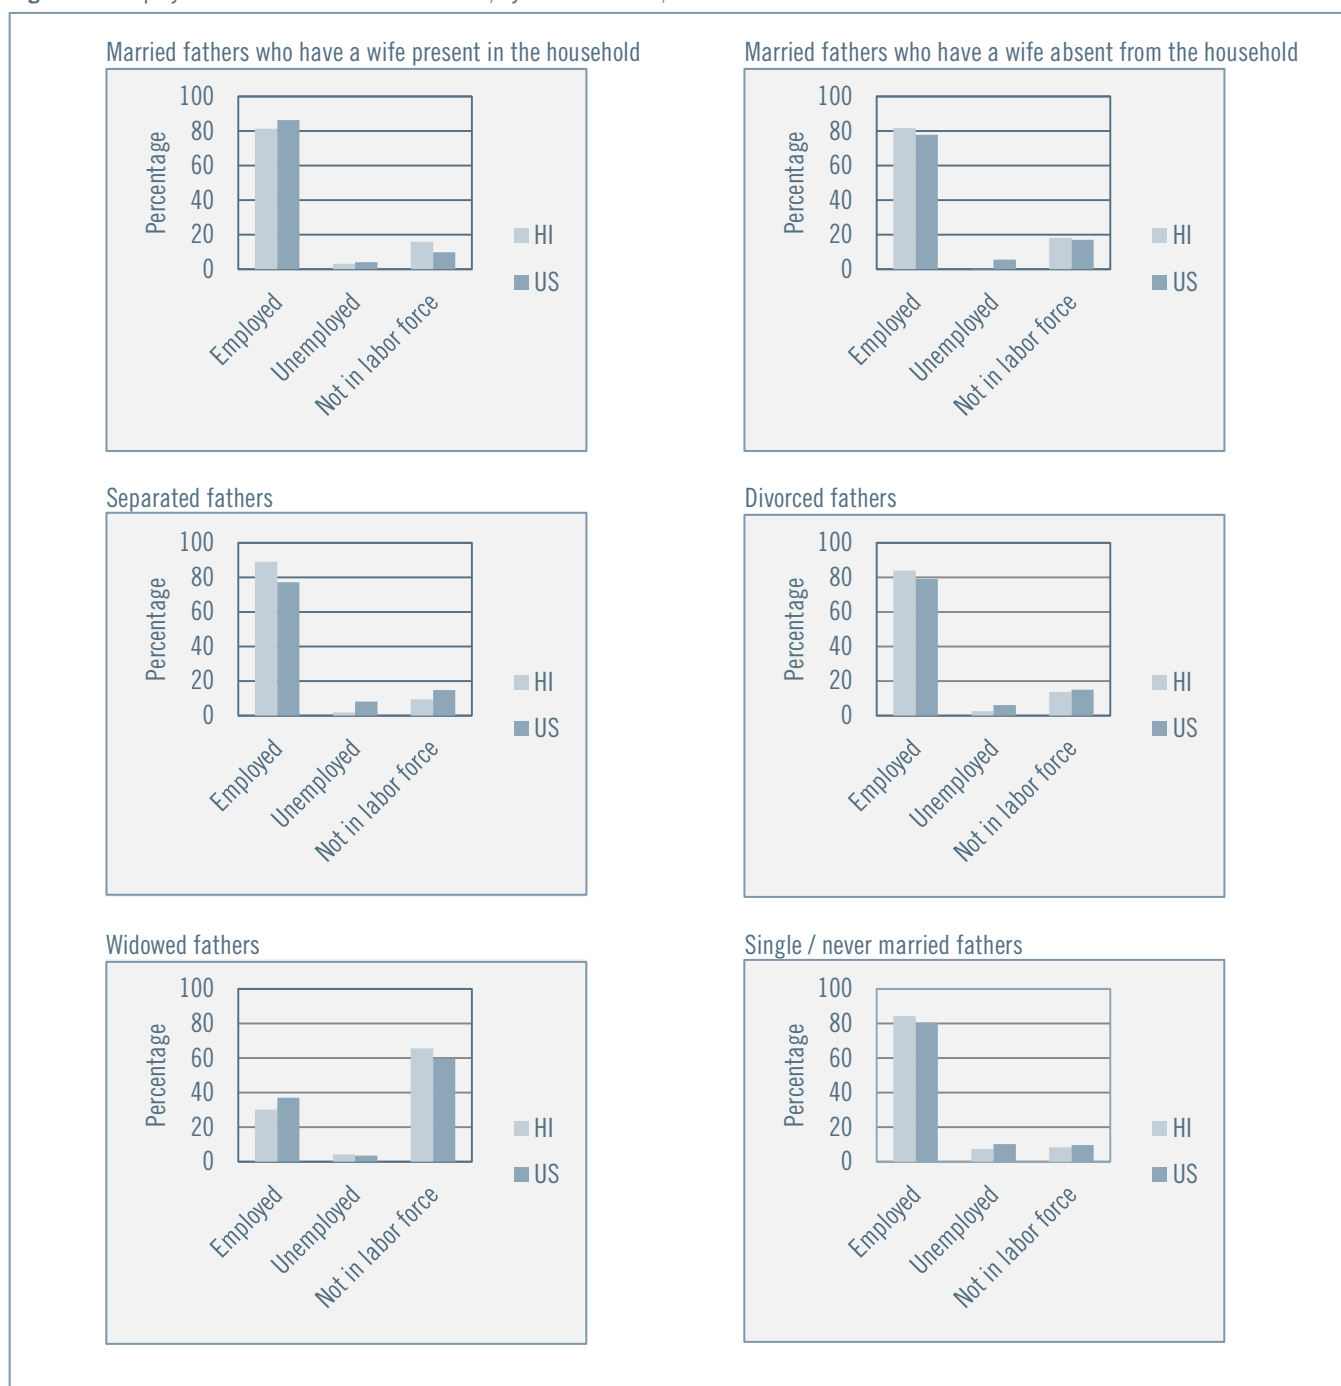 Married fathers who have a wife present in the household
100
80
60
40
20
0
Percentage
Employed
Unemployed
Not in labor force
HI
US
Married fathers who have a wife absent from the household
100
80
60
40
20
0
Percentage
Employed
Unemployed
Not in labor force
HI
US
Separated fathers
100
80
60
40
20
0
Percentage
Employed
Unemployed
Not in labor force
HI
US
Divorced fathers
100
80
60
40
20
0
Percentage
Employed
Unemployed
Not in labor force
HI
US
Widowed fathers
100
80
60
40
20
0
Percentage
Employed
Unemployed
Not in labor force
HI
US
Single / never married fathers
100
80
60
40
20
0
Percentage
Employed
Unemployed
Not in labor force
HI
US